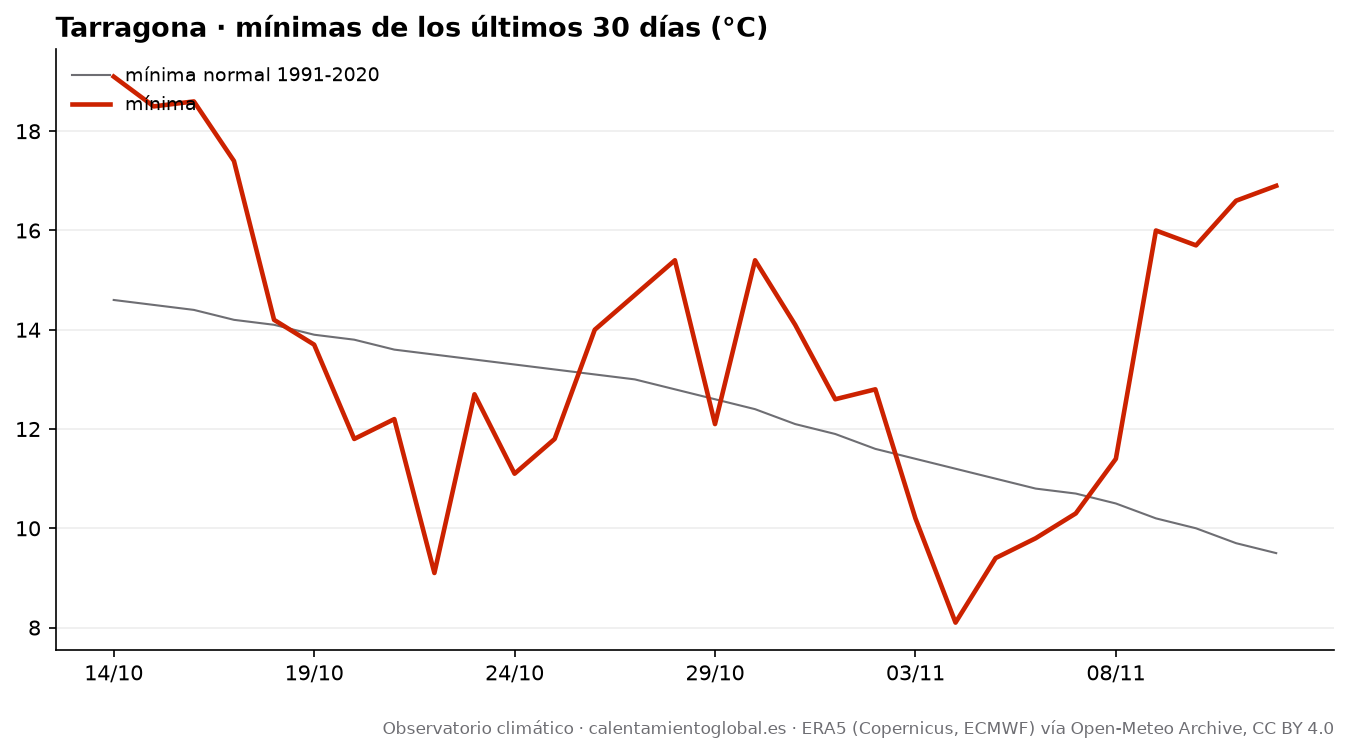 Tarragona · mínimas de los últimos 30 días (°C)
mínima normal 1991-2020
mínima
18
16
14
12
10
8
14/10 19/10 24/10 29/10 03/11 08/11
Observatorio climático · calentamientoglobal.es · ERA5 (Copernicus, ECMWF) vía Open-Meteo Archive, CC BY 4.0